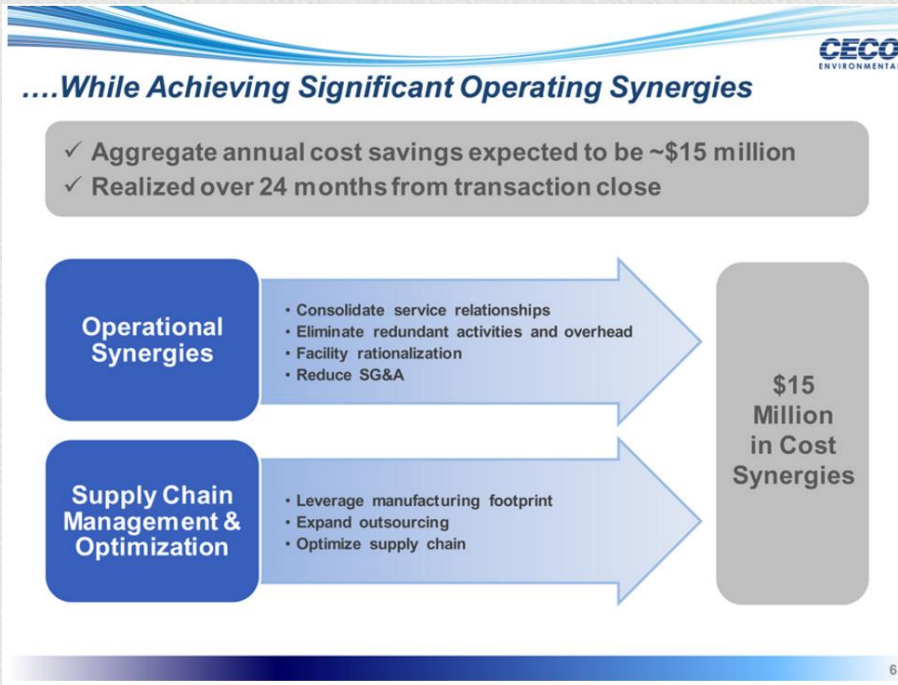 CECO
ENVIRONMENTAL
....While Achieving Significant Operating Synergies
✓ Aggregate annual cost savings expected to be ~$15 million
✓ Realized over 24 months from transaction close
Operational
Synergies
• Consolidate service relationships
• Eliminate redundant activities and overhead
• Facility rationalization
• Reduce SG&A
Supply Chain
Management &
Optimization
• Leverage manufacturing footprint
• Expand outsourcing
• Optimize supply chain
$15
Million
in Cost
Synergies
6